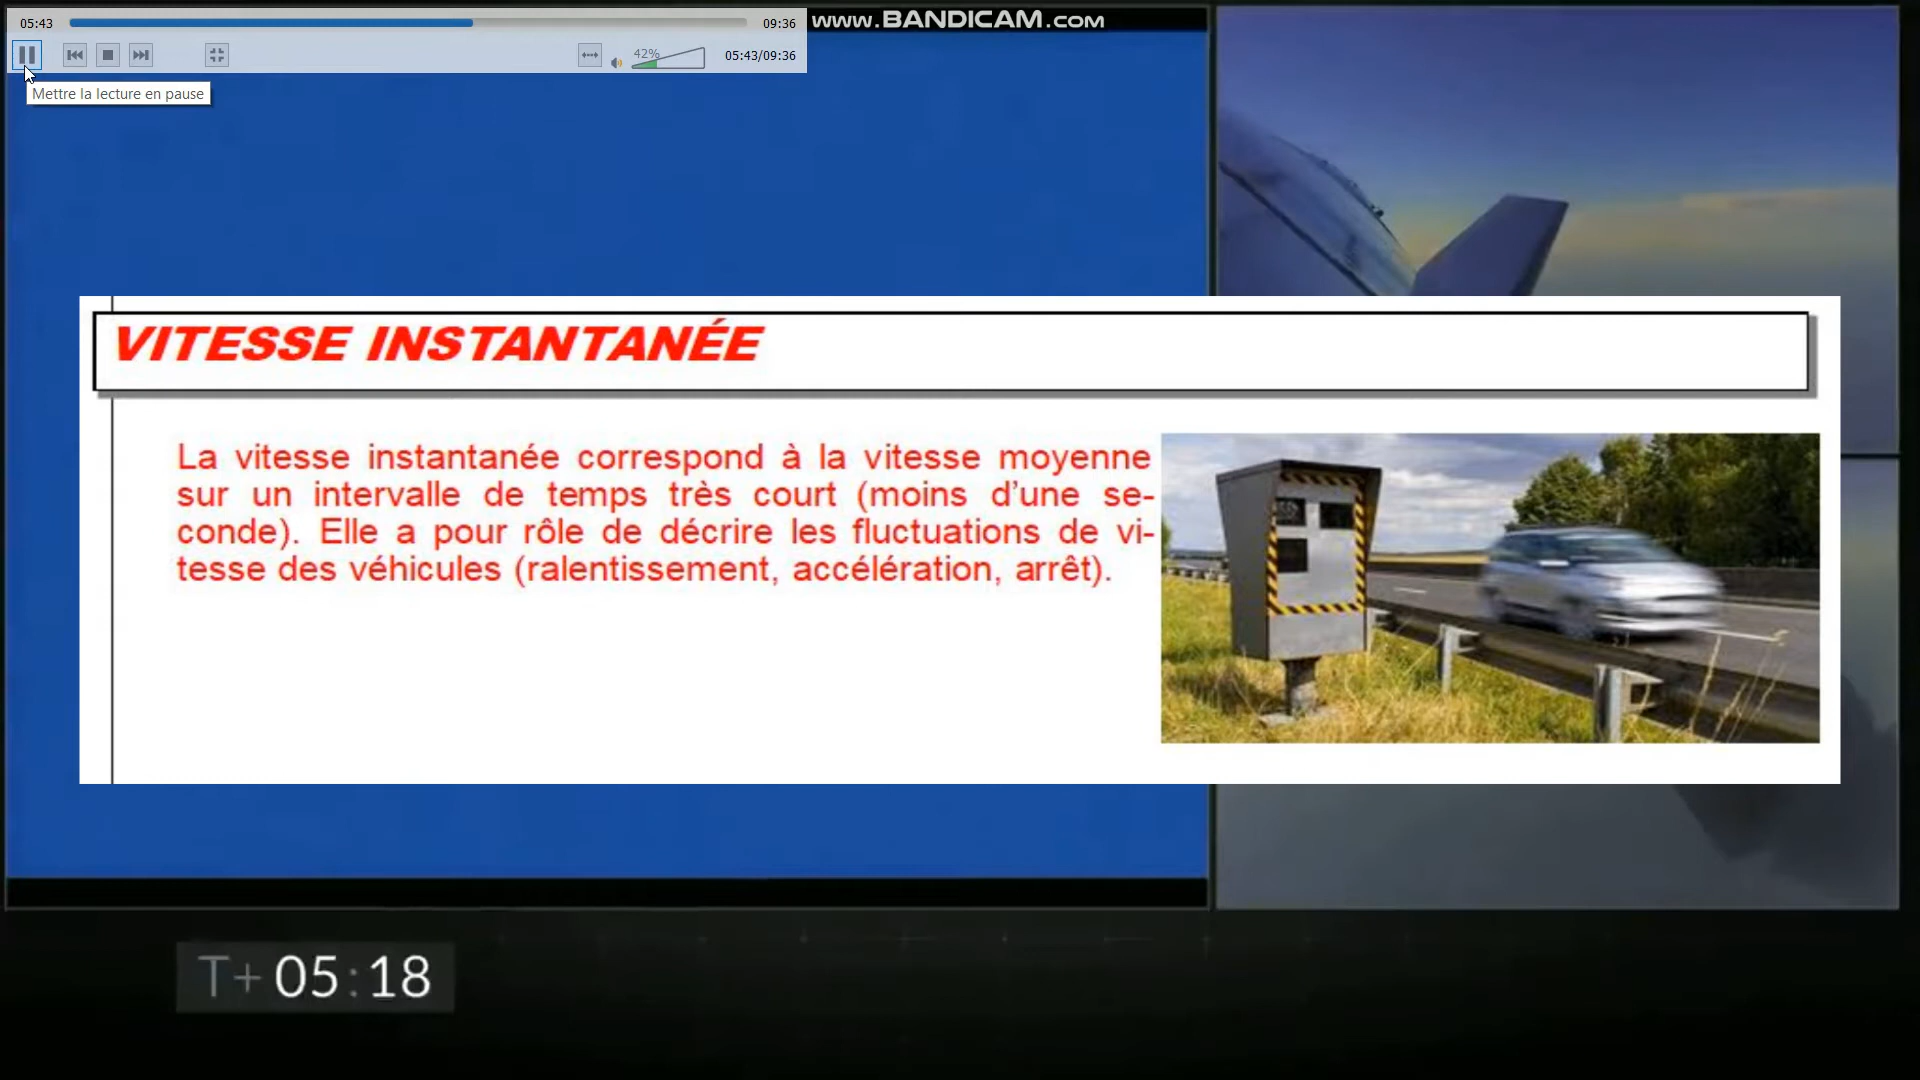 05:43
09:36
www.BANDICAM.com
42%
05:43/09:36
Mettre la lecture en pause
VITESSE INSTANTANÉE
La vitesse instantanée correspond à la vitesse moyenne
sur un intervalle de temps très court (moins d'une se-
conde). Elle a pour rôle de décrire les fluctuations de vi-
tesse des véhicules (ralentissement, accélération, arrêt).
T+ 05:18